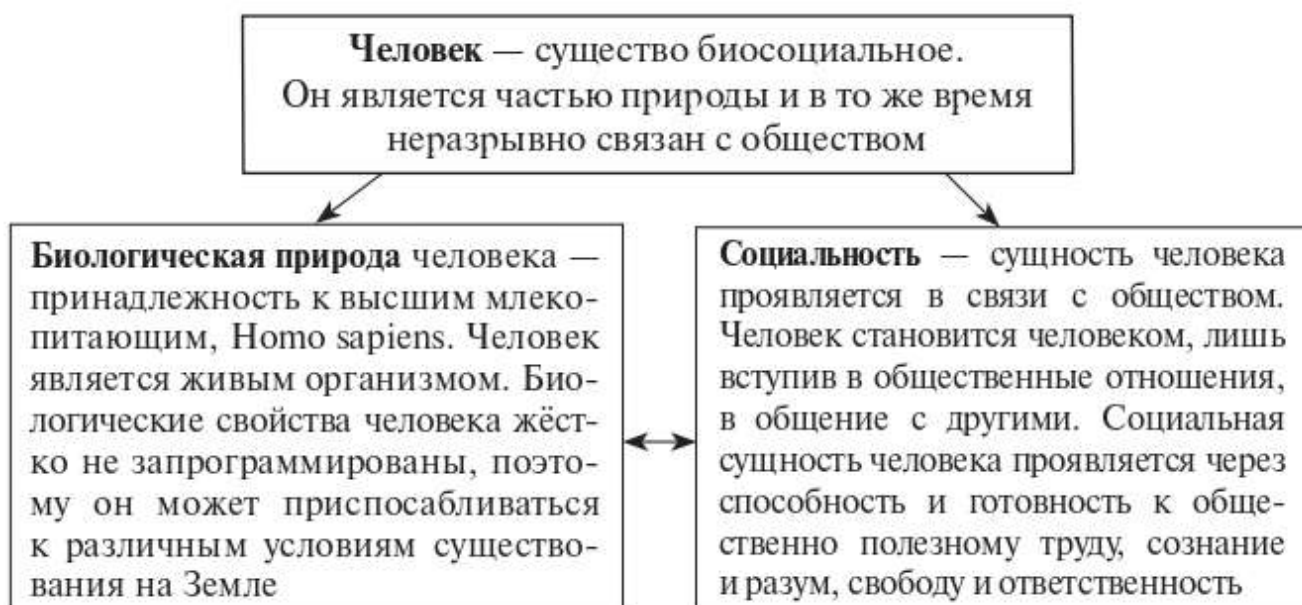 Человек — существо биосоциальное.
Он является частью природы и в то же время
неразрывно связан с обществом
Биологическая природа человека —
принадлежность к высшим млеко-
питающим, Homo sapiens. Человек
является живым организмом. Био-
логические свойства человека жёст-
ко не запрограммированы, поэто-
му он может приспосабливаться
к различным условиям существо-
вания на Земле
Социальность — сущность человека
проявляется в связи с обществом.
Человек становится человеком, лишь
вступив в общественные отношения,
в общение с другими. Социальная
сущность человека проявляется через
способность и готовность к обще-
ственно полезному труду, сознание
и разум, свободу и ответственность